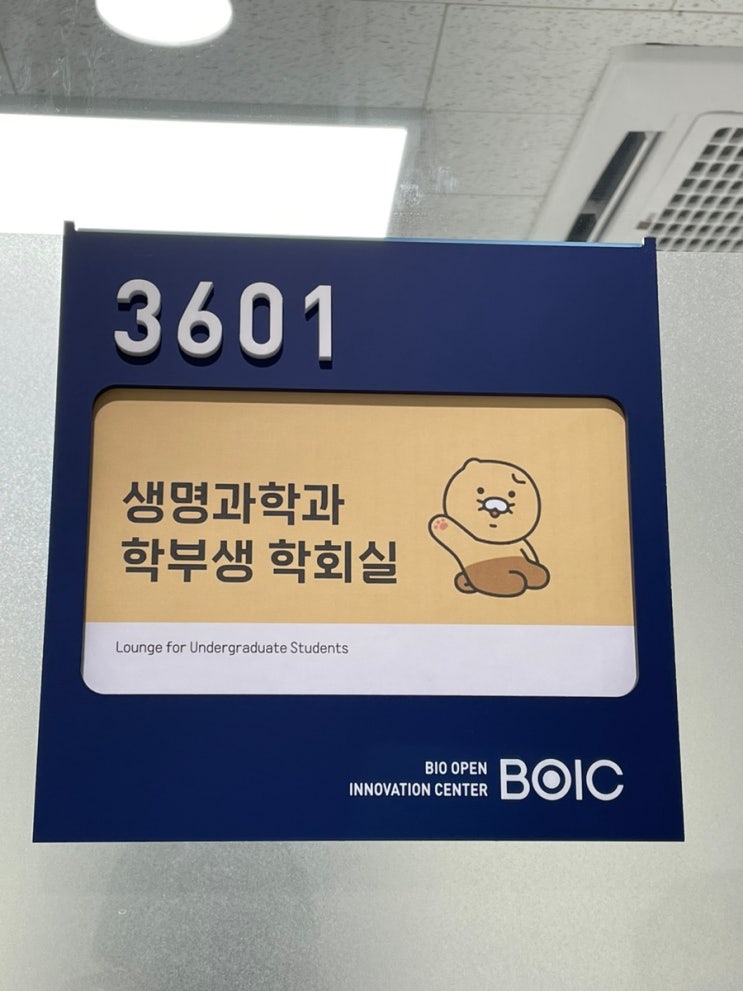 3601
생명과학과
학부생 학회실
Lounge for Undergraduate Students
BIO OPEN
INNOVATION CENTER
BOIC